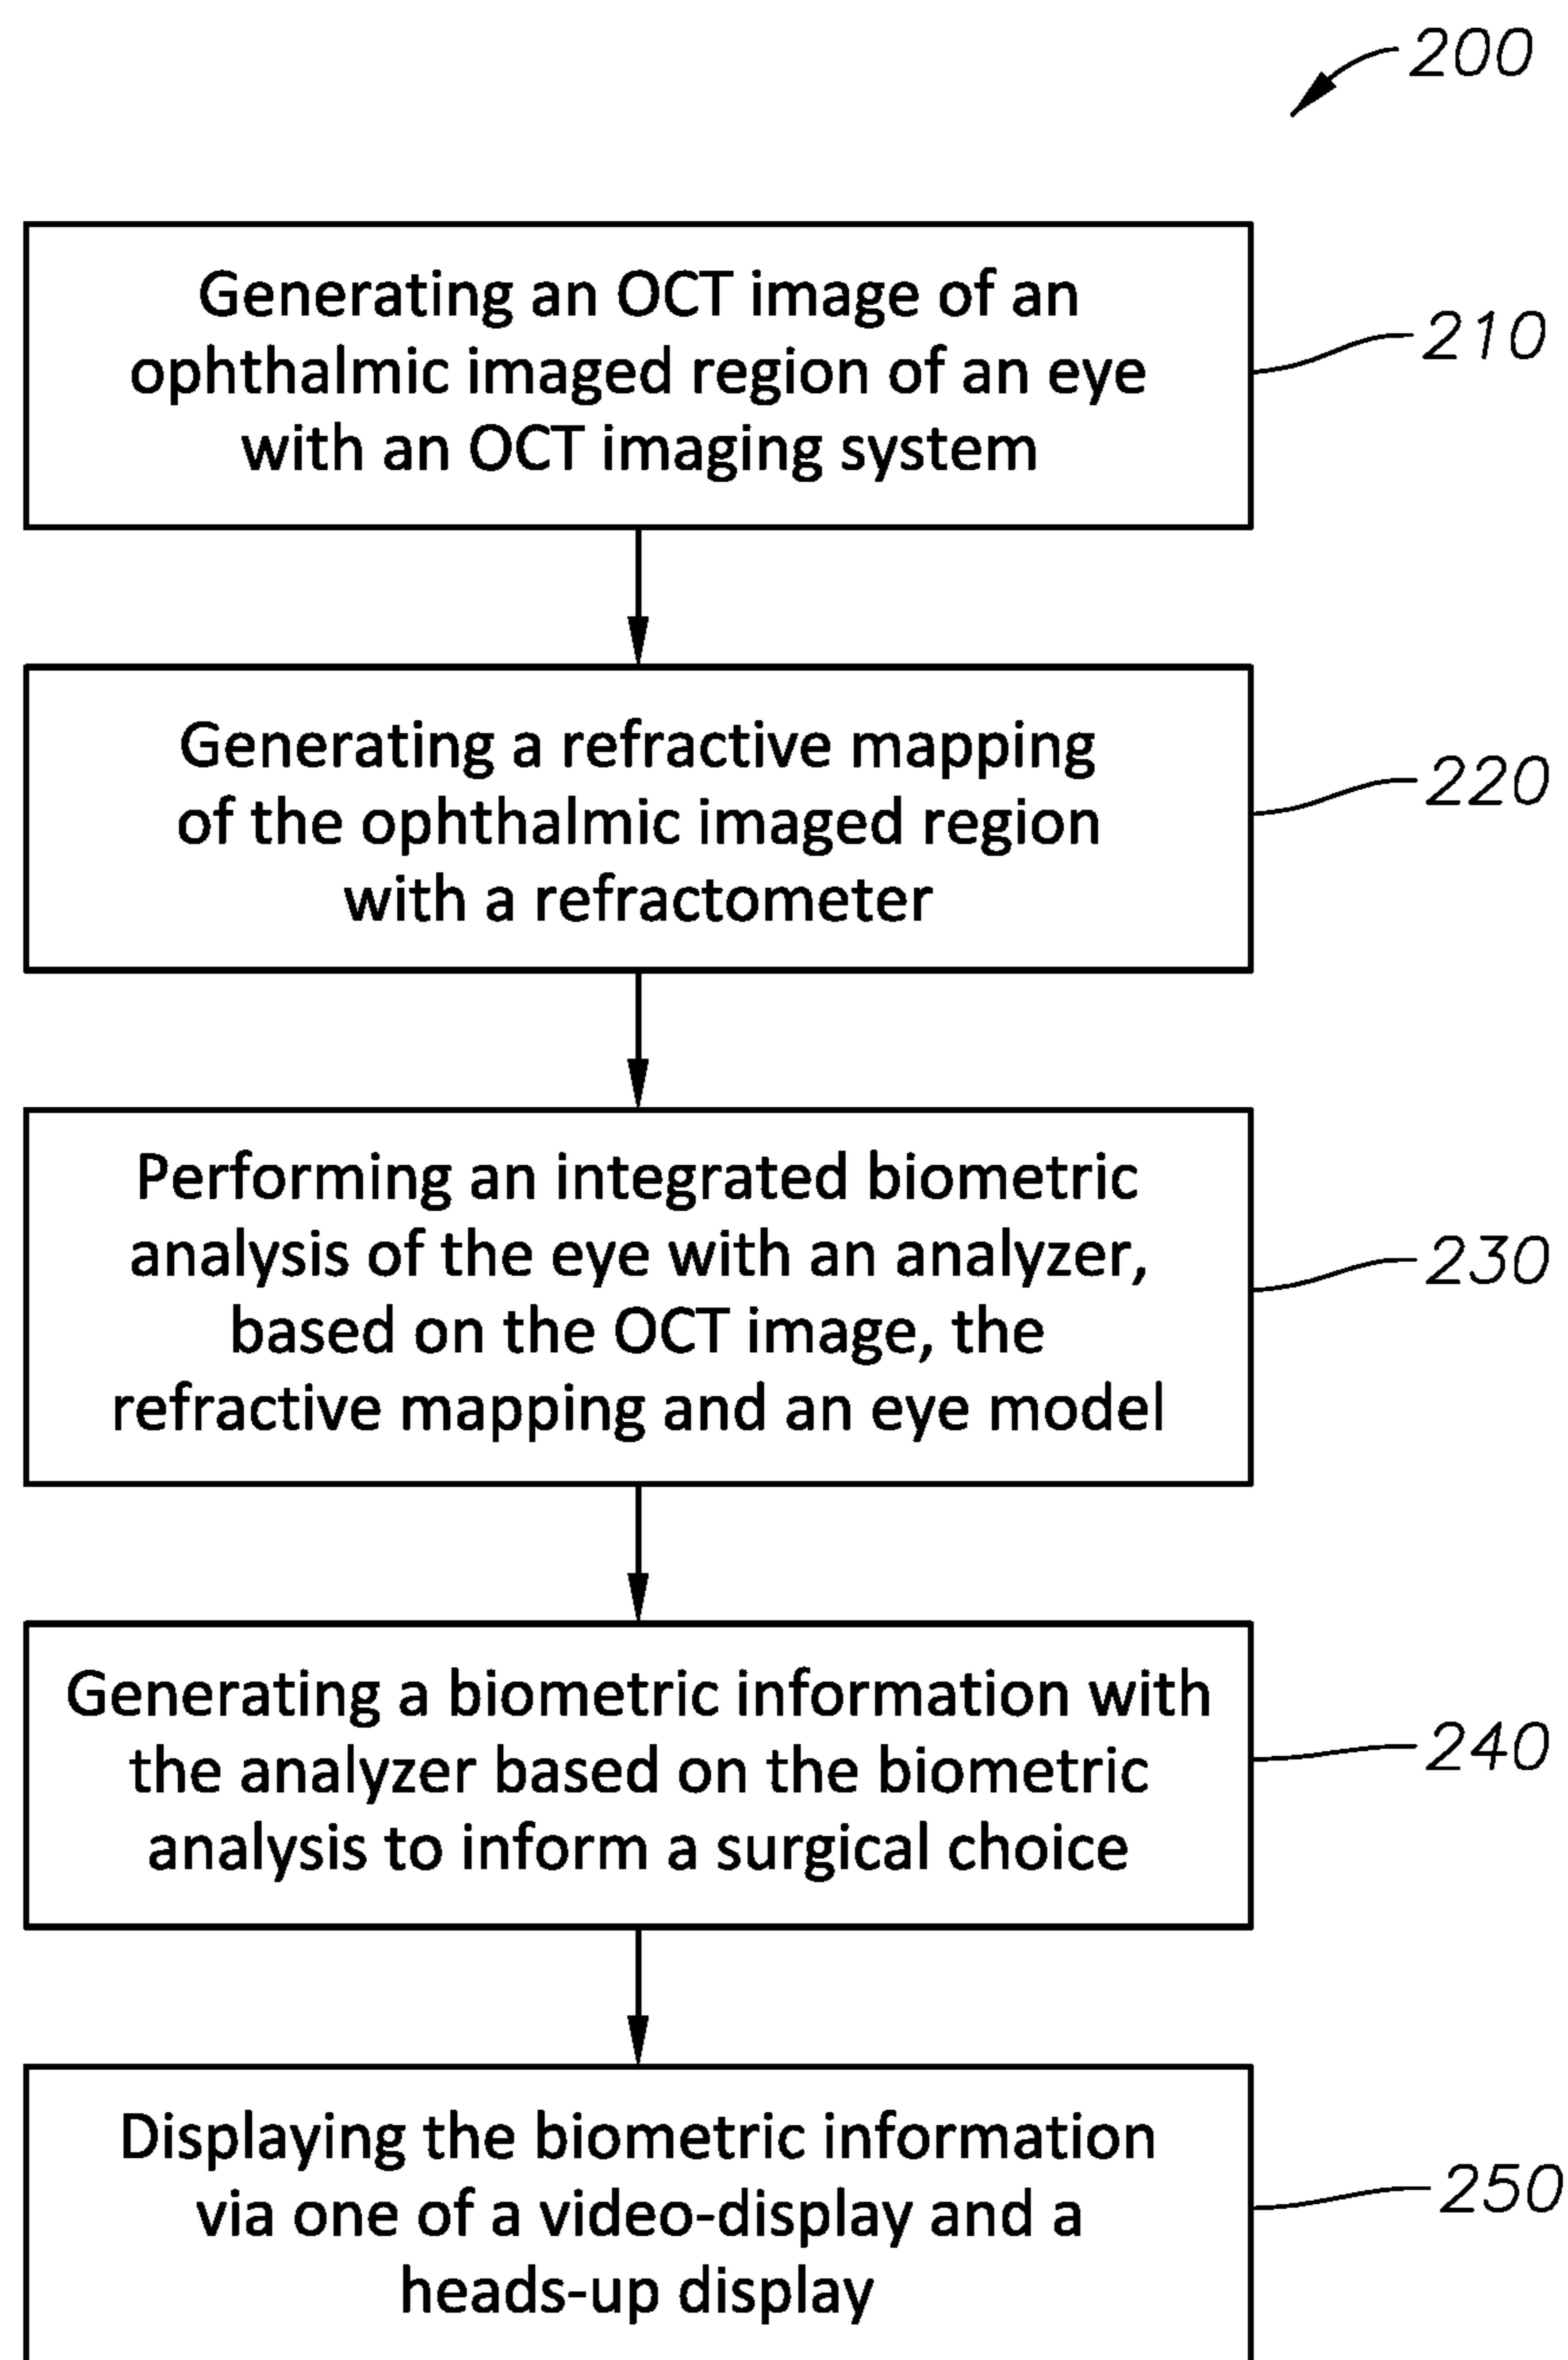 200
Generating an OCT image of an
ophthalmic imaged region of an eye
with an OCT imaging system
210
Generating a refractive mapping
of the ophthalmic imaged region
with a refractometer
220
Performing an integrated biometric
analysis of the eye with an analyzer,
based on the OCT image, the
refractive mapping and an eye model
230
Generating a biometric information with
the analyzer based on the biometric
analysis to inform a surgical choice
240
Displaying the biometric information
via one of a video-display and a
heads-up display
250